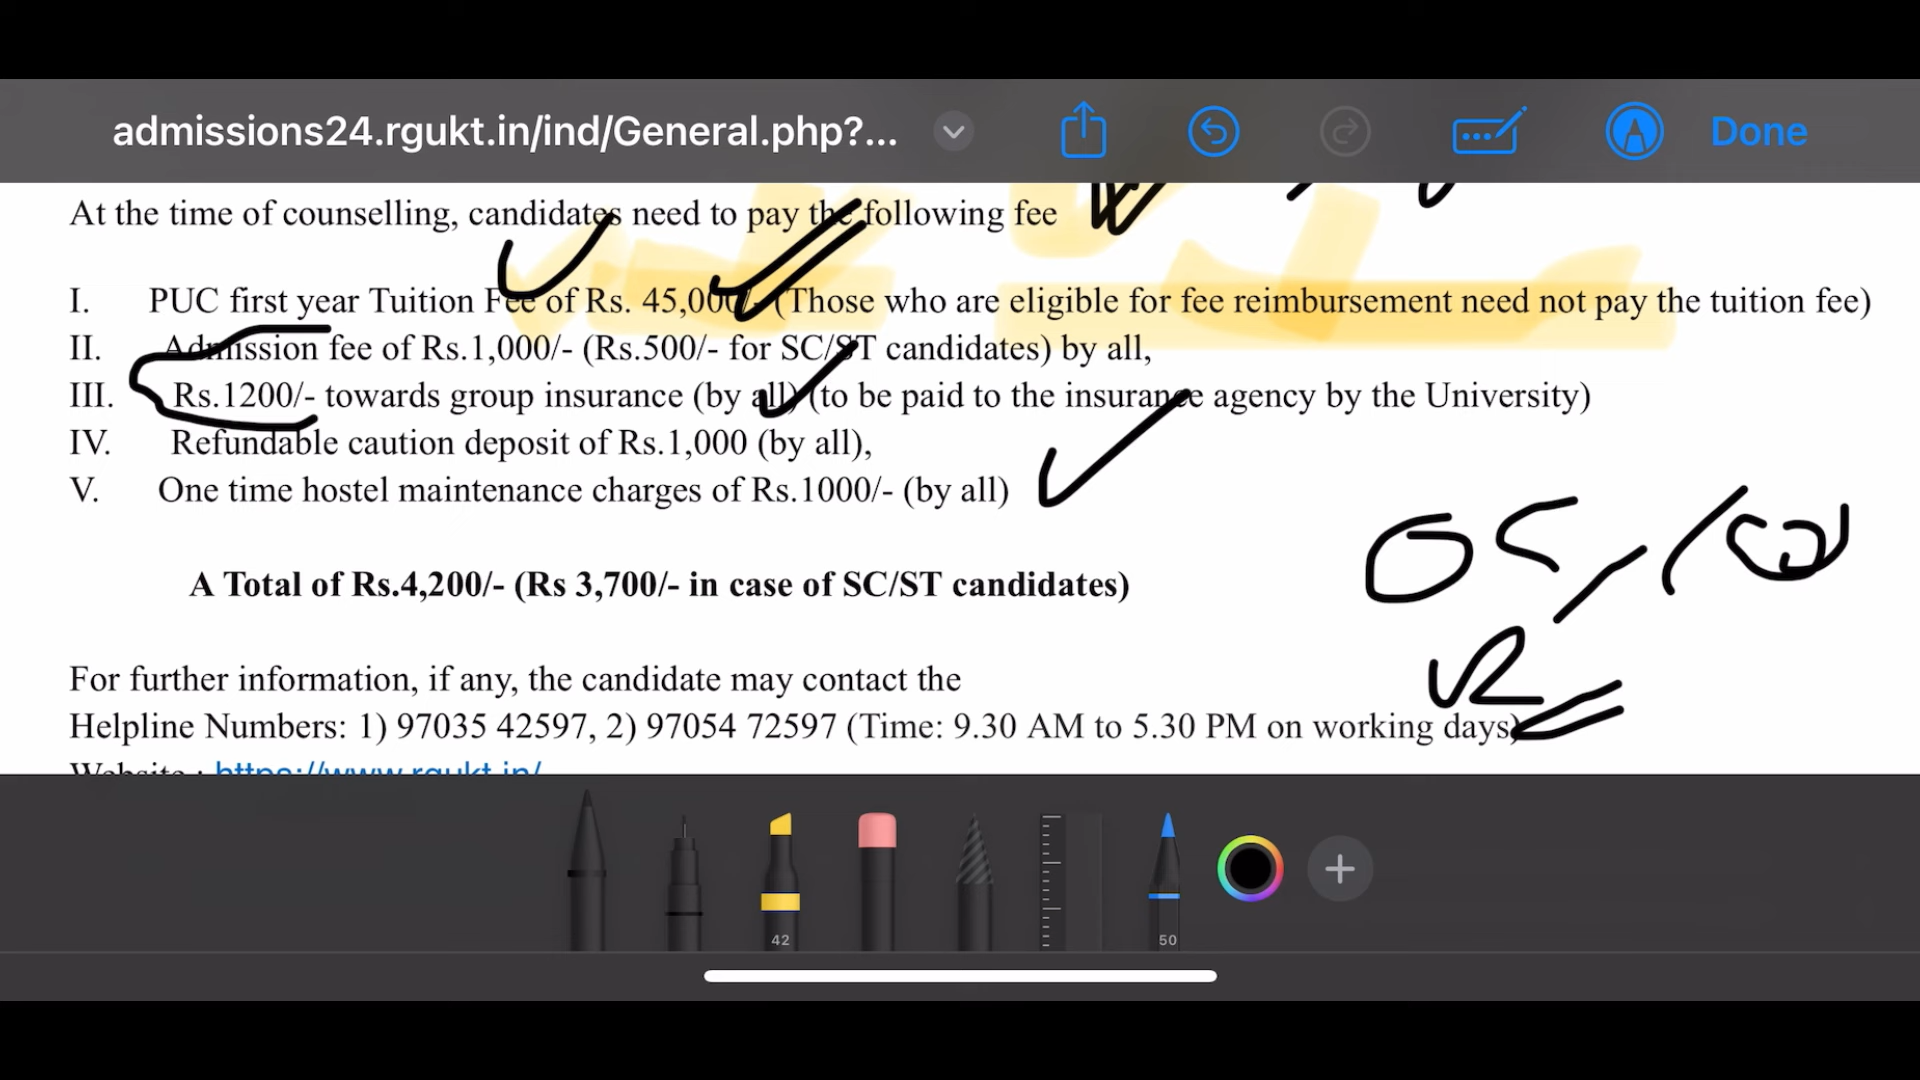 admissions24.rgukt.in/ind/General.php?...
Done
At the time of counselling, candidates need to pay the following fee
I. PUC first year Tuition Fee of Rs. 45,000/- (Those who are eligible for fee reimbursement need not pay the tuition fee)
II. Admission fee of Rs.1,000/- (Rs.500/- for SC/ST candidates) by all,
III. Rs.1200/- towards group insurance (by all) (to be paid to the insurance agency by the University)
IV. Refundable caution deposit of Rs.1,000 (by all),
V. One time hostel maintenance charges of Rs.1000/- (by all)
A Total of Rs.4,200/- (Rs 3,700/- in case of SC/ST candidates)
For further information, if any, the candidate may contact the
Helpline Numbers: 1) 97035 42597, 2) 97054 72597 (Time: 9.30 AM to 5.30 PM on working days)
Website : https://www.rgukt.in/
42
50